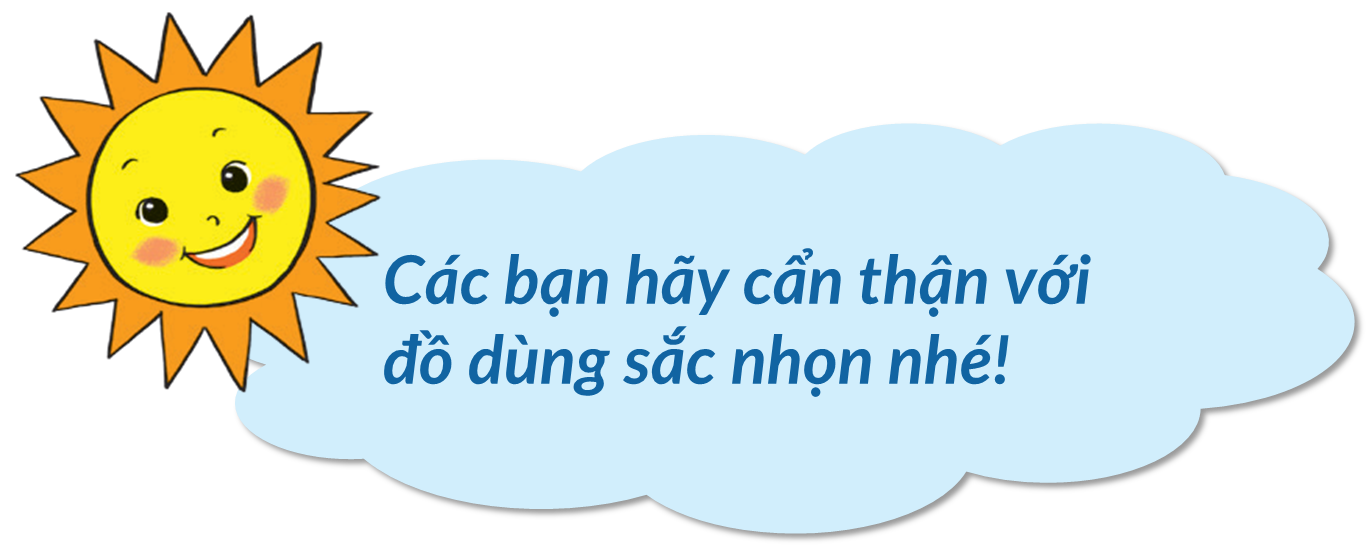 Các bạn hãy cẩn thận với
đồ dùng sắc nhọn nhé!